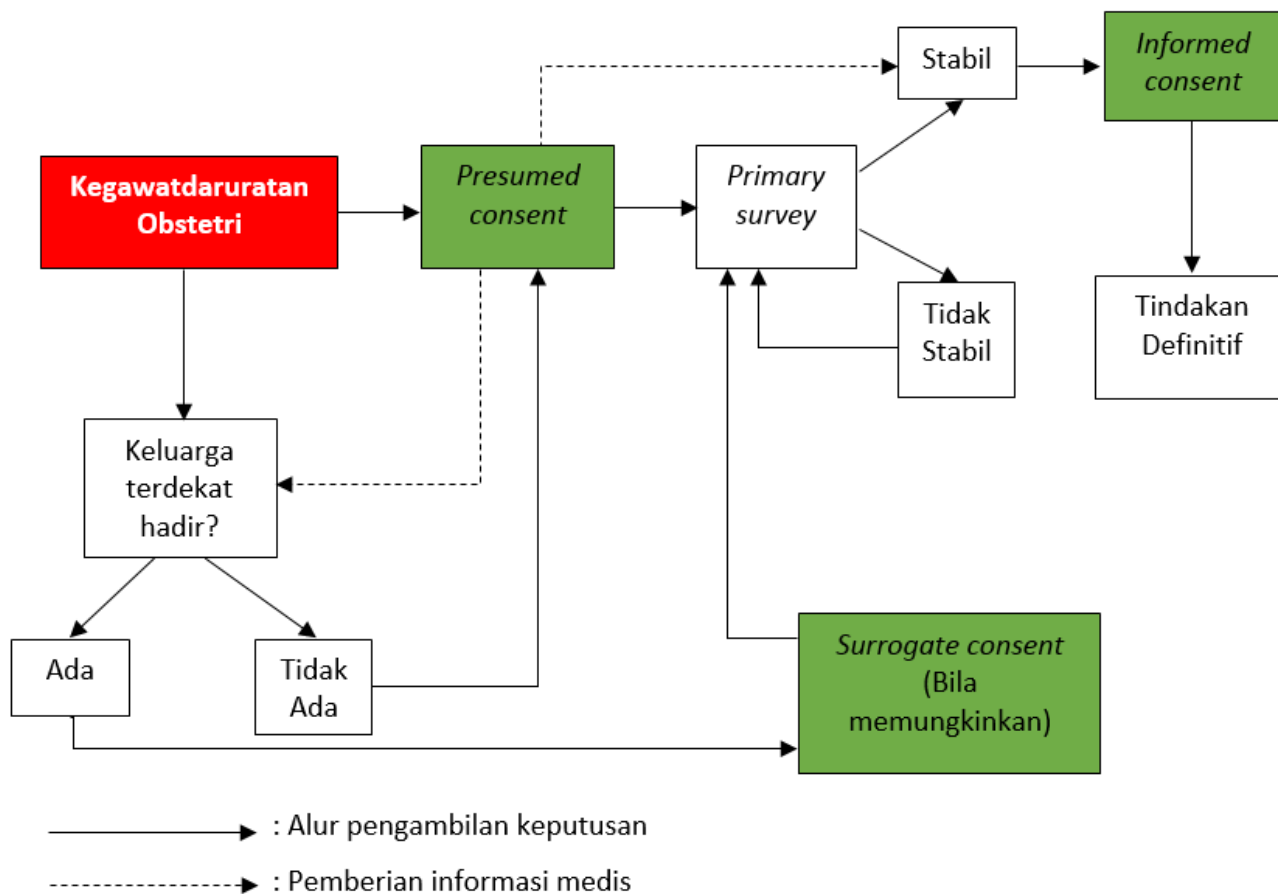 Stabil
Informed
consent
Kegawatdaruratan
Obstetri
Presumed
consent
Primary
survey
Tidak
Stabil
Tindakan
Definitif
Keluarga
terdekat
hadir?
Ada
Tidak
Ada
Surrogate consent
(Bila
memungkinkan)
: Alur pengambilan keputusan
: Pemberian informasi medis